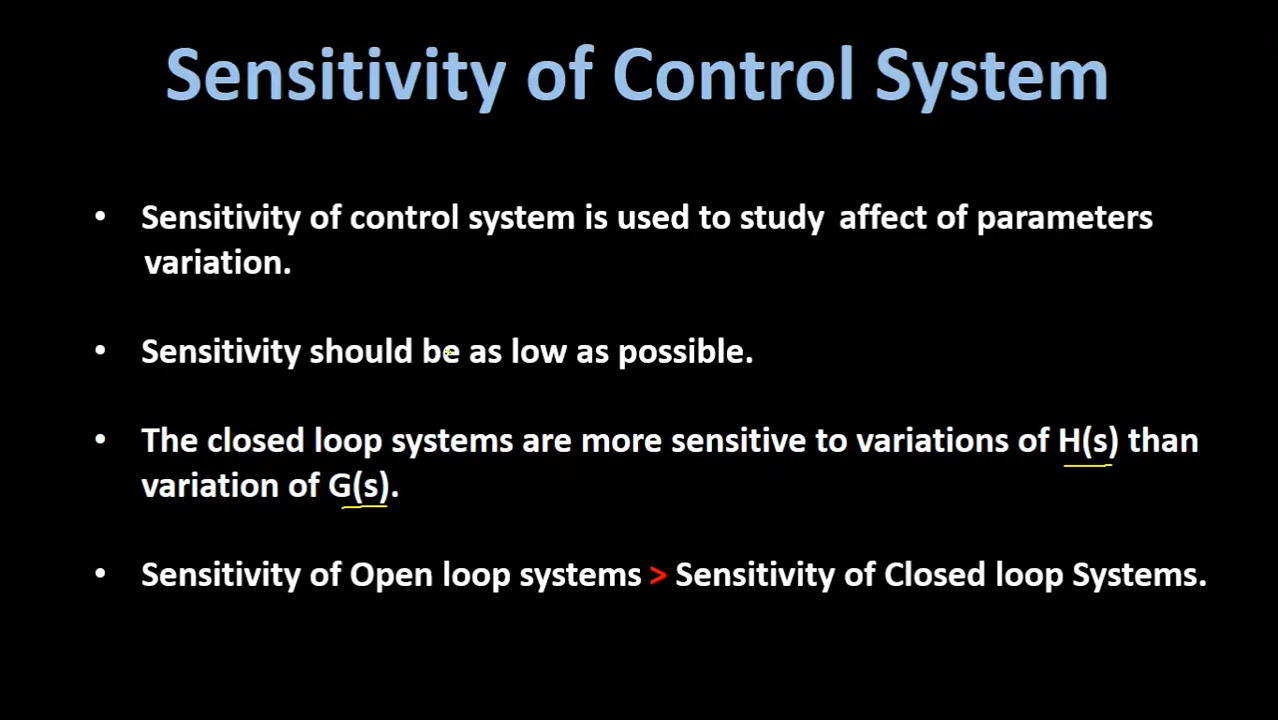 Sensitivity of Control System
• Sensitivity of control system is used to study affect of parameters
variation.
• Sensitivity should be as low as possible.
• The closed loop systems are more sensitive to variations of H(s) than
variation of G(s).
• Sensitivity of Open loop systems > Sensitivity of Closed loop Systems.